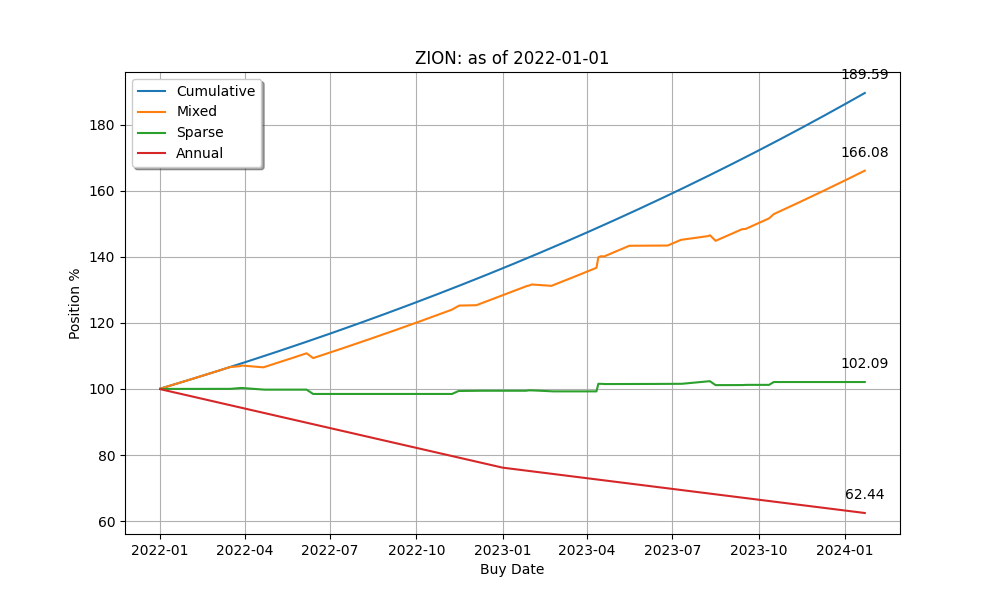 ZION: as of 2022-01-01
189.59
Cumulative
Mixed
Sparse
Annual
166.08
102.09
62.44
Position %
180
160
140
120
100
80
60
2022-01 2022-04 2022-07 2022-10 2023-01 2023-04 2023-07 2023-10 2024-01
Buy Date